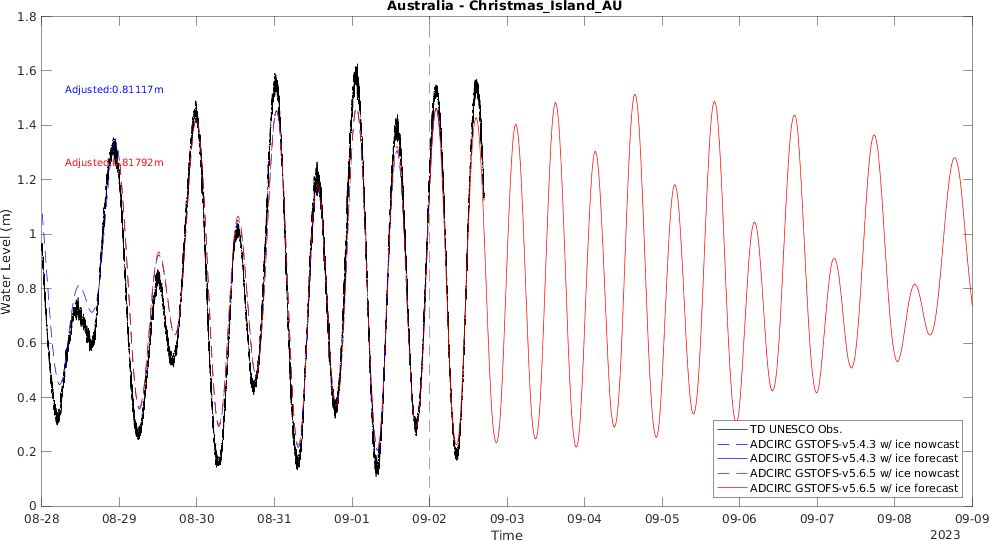 Australia - Christmas_Island_AU
1.8
1.6
1.4
1.2
1
0.8
0.6
0.4
0.2
0
Water Level (m)
Adjusted:0.81117m
Adjusted:0.81792m
TD UNESCO Obs.
ADCIRC GSTOFS-v5.4.3 w/ ice nowcast
ADCIRC GSTOFS-v5.4.3 w/ ice forecast
ADCIRC GSTOFS-v5.6.5 w/ ice nowcast
ADCIRC GSTOFS-v5.6.5 w/ ice forecast
08-28 08-29 08-30 08-31 09-01 09-02 09-03 09-04 09-05 09-06 09-07 09-08 09-09
Time
2023